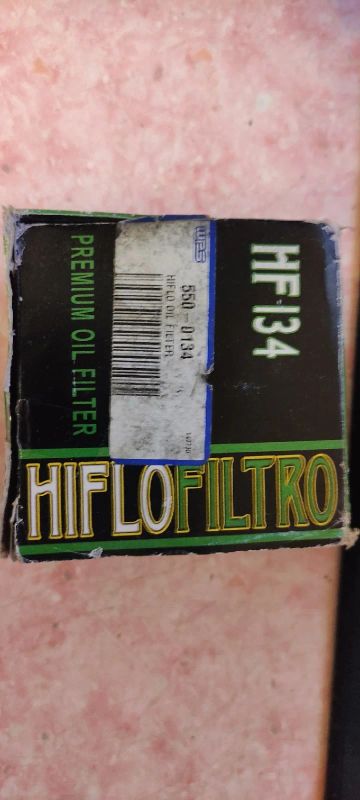 HF134
WPS
550-0134
HIFLO OIL FILTER
PREMIUM OIL FILTER
HIFLOFILTRO